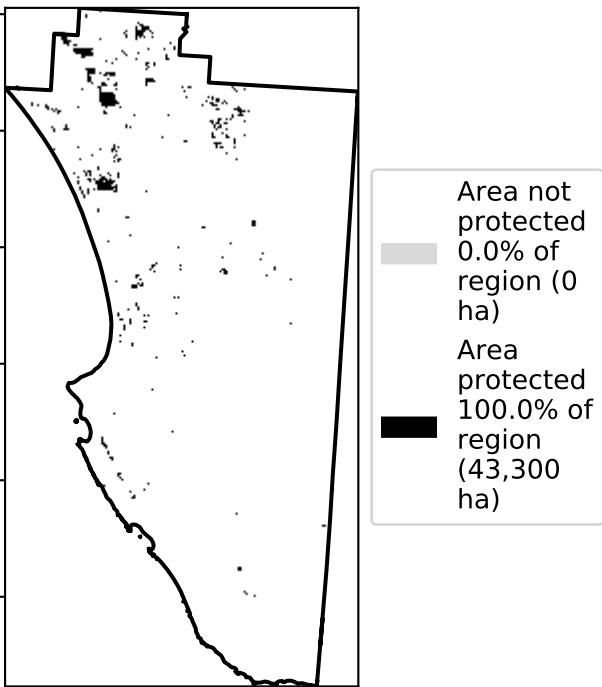 Area not
protected
0.0% of
region (0
ha)
Area
protected
100.0% of
region
(43,300
ha)